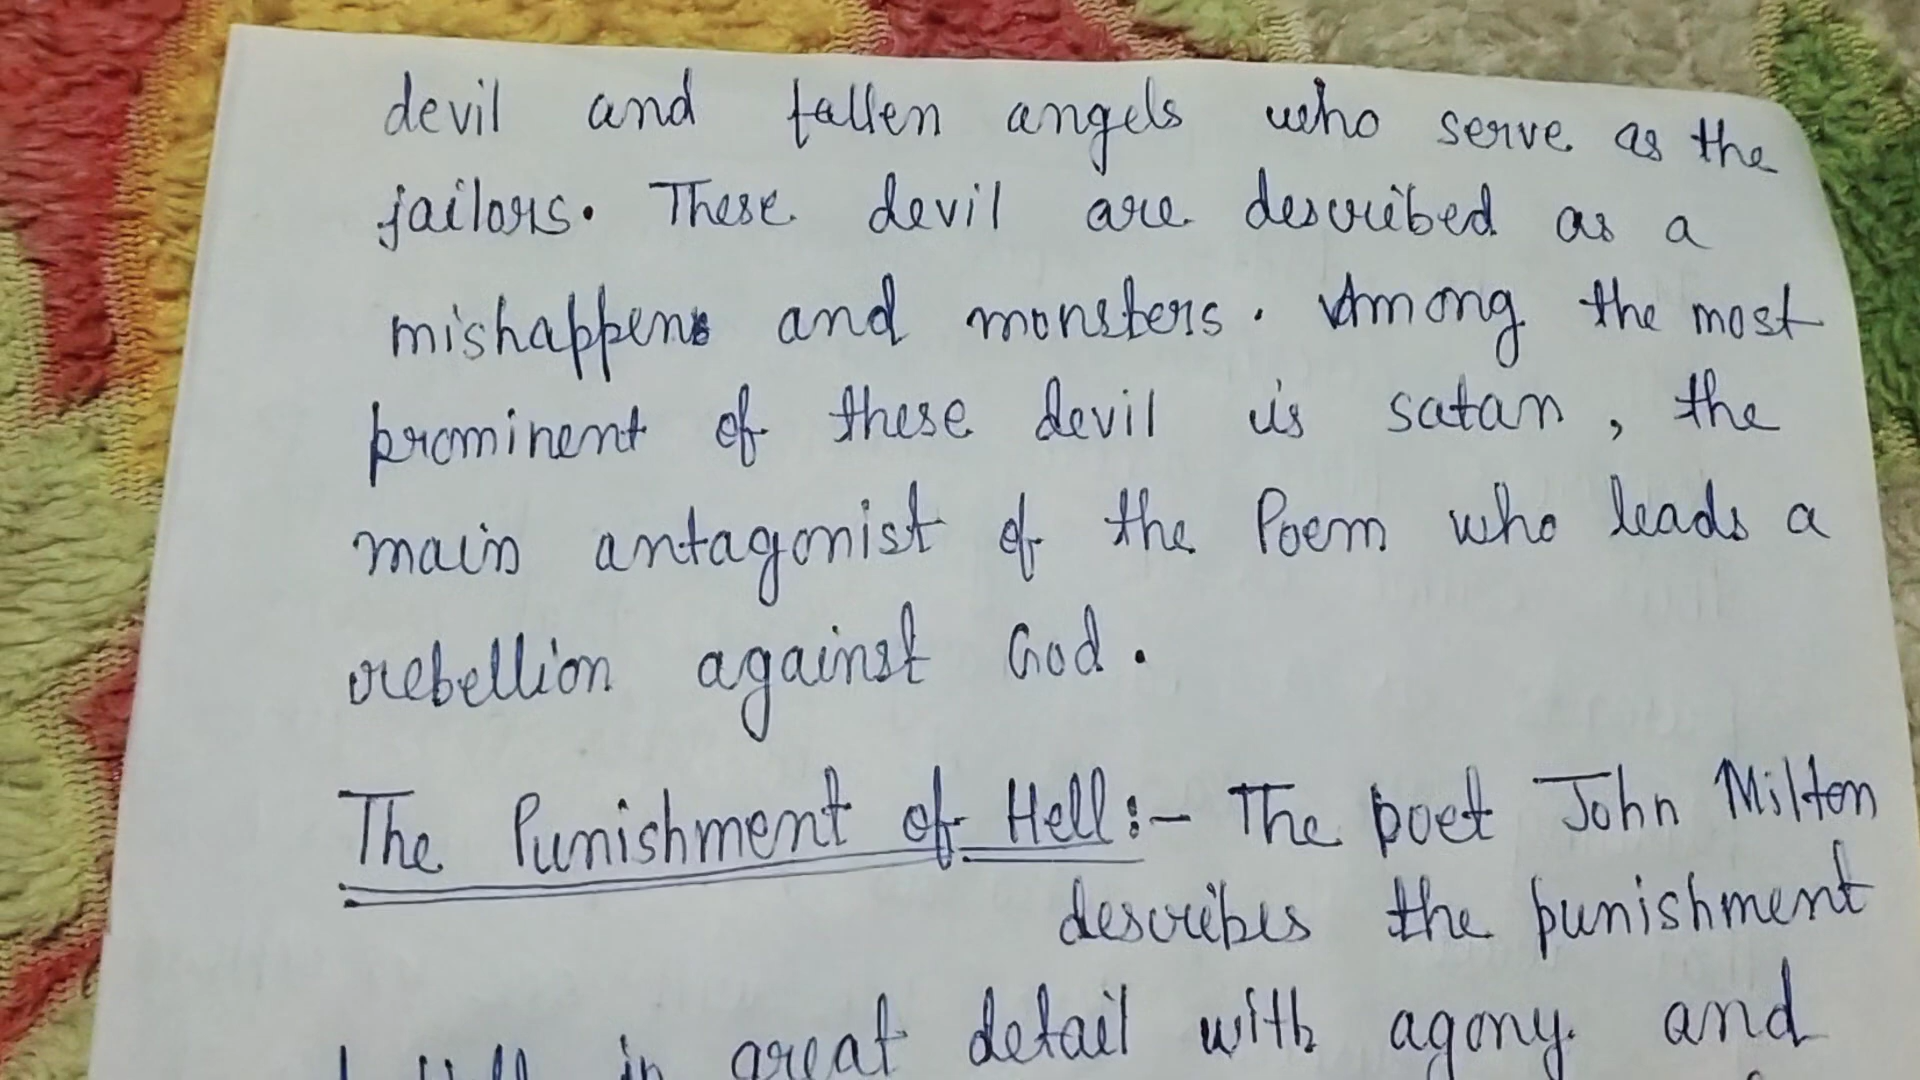 devil and fallen angels who serve as the
jailors. These devil are described as a
mishappen and monsters. Among the most
prominent of these devil is satan, the
main antagonist of the Poem who leads a
rebellion against God.
The Punishment of Hell:- The poet John Milton
describes the punishment
in great detail with agony and